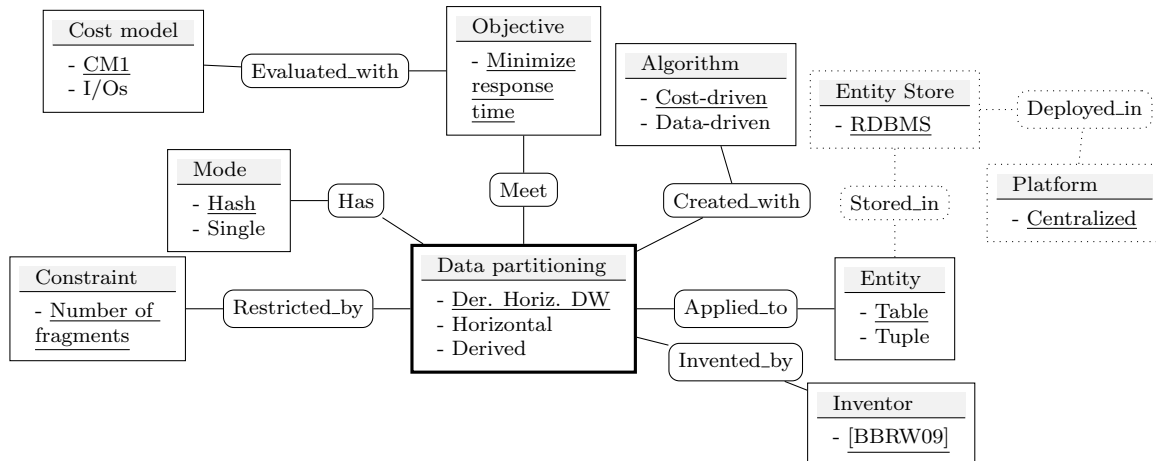 Cost model
- CM1
- I/Os
Evaluated_with
Objective
- Minimize
response
time
Algorithm
- Cost-driven
- Data-driven
Entity Store
- RDBMS
Deployed_in
Platform
- Centralized
Mode
- Hash
- Single
Has
Meet
Created_with
Stored_in
Constraint
- Number of
fragments
Restricted_by
Data partitioning
- Der. Horiz. DW
- Horizontal
- Derived
Applied_to
Entity
- Table
- Tuple
Invented_by
Inventor
- [BBRW09]